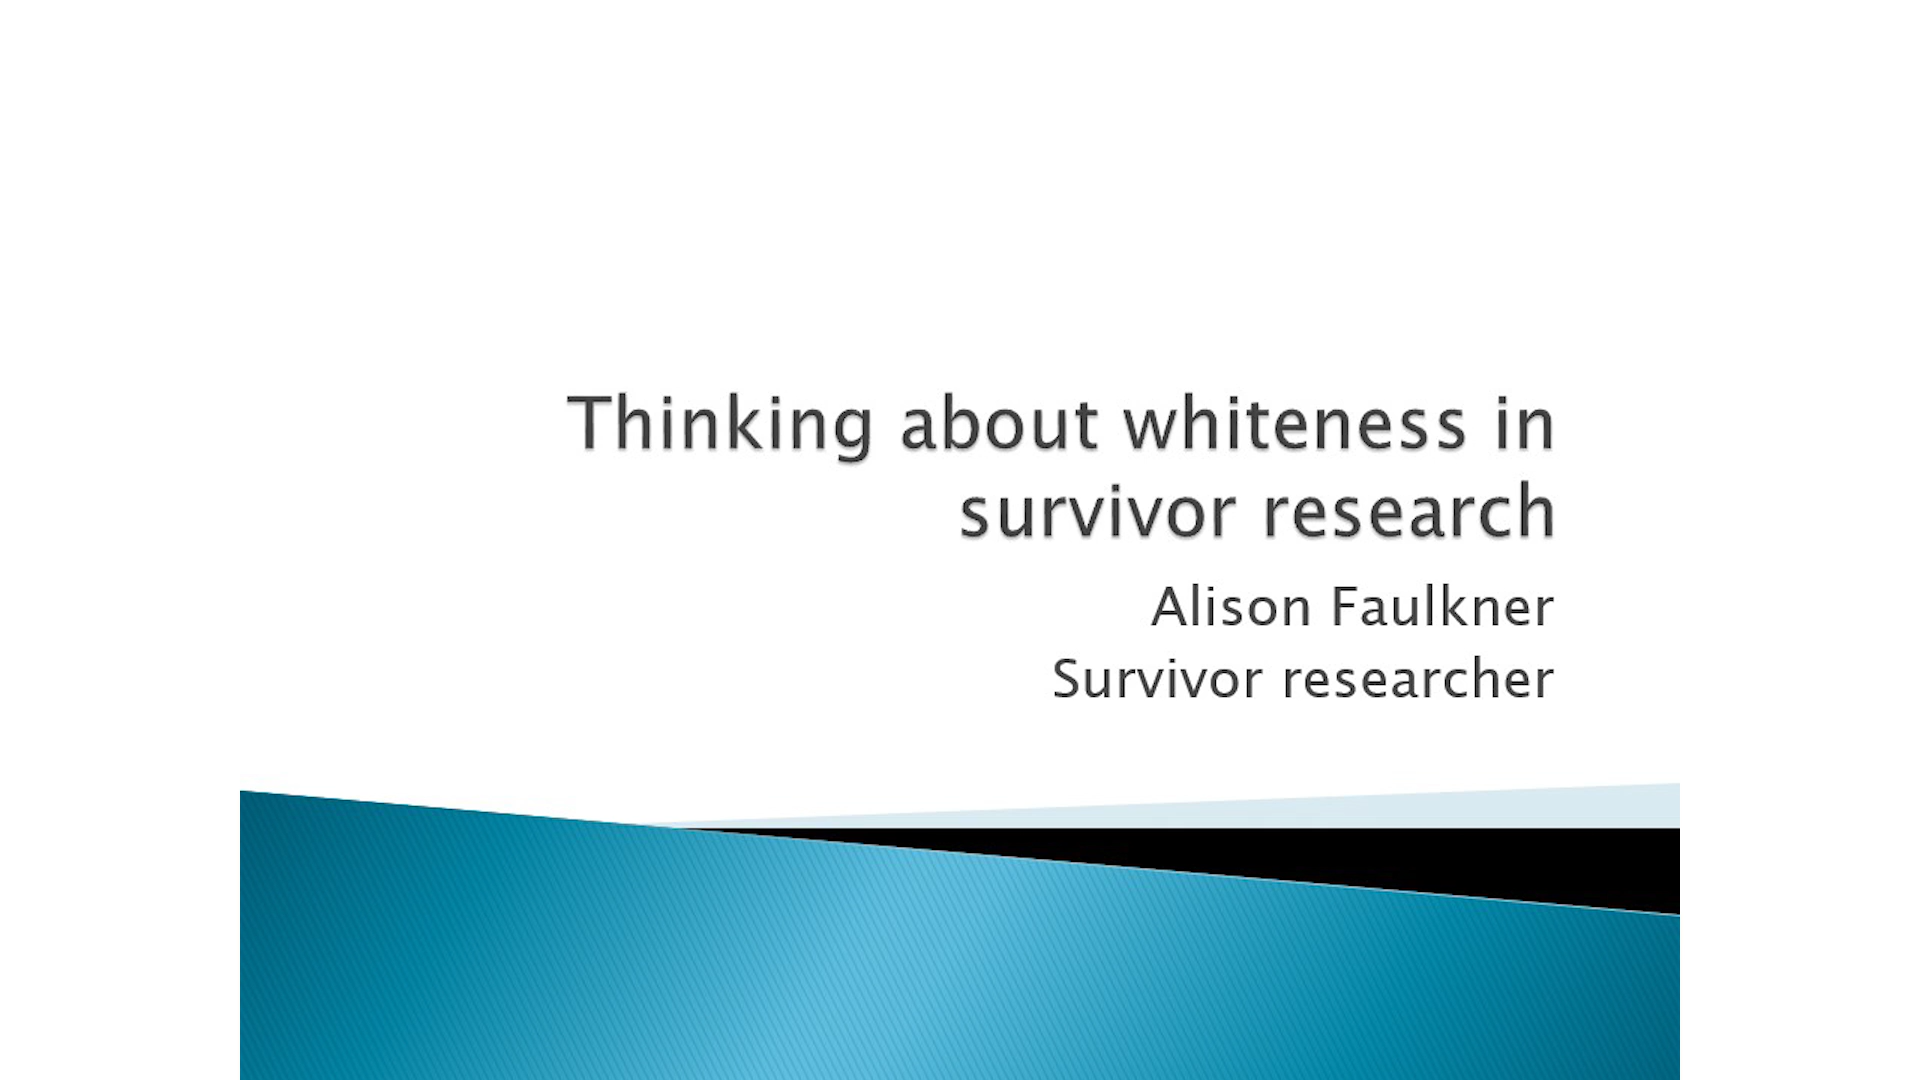 Thinking about whiteness in
survivor research
Alison Faulkner
Survivor researcher